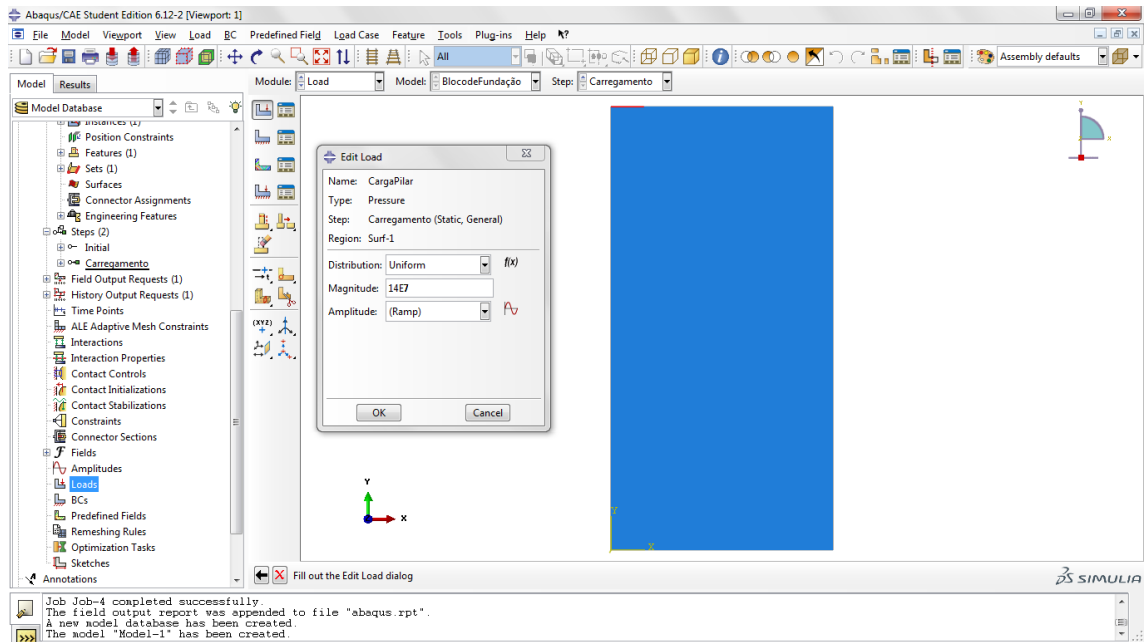 Abaqus/CAE Student Edition 6.12-2 [Viewport: 1]
File Model Viewport View Load BC Predefined Field Load Case Feature Tools Plug-ins Help
All
Assembly defaults
Model Results
Module: Load Model: BlocodeFundação Step: Carregamento
Model Database
Instances (1)
Position Constraints
Features (1)
Sets (1)
Surfaces
Connector Assignments
Engineering Features
Steps (2)
Initial
Carregamento
Field Output Requests (1)
History Output Requests (1)
Time Points
ALE Adaptive Mesh Constraints
Interactions
Interaction Properties
Contact Controls
Contact Initializations
Contact Stabilizations
Constraints
Connector Sections
Fields
Amplitudes
Loads
BCs
Predefined Fields
Remeshing Rules
Optimization Tasks
Sketches
Annotations
(XYZ)
Edit Load
Name: CargaPilar
Type: Pressure
Step: Carregamento (Static, General)
Region: Surf-1
Distribution: Uniform f(x)
Magnitude: 14E7
Amplitude: (Ramp)
OK Cancel
Y
X
Y
X
Y
X
Fill out the Edit Load dialog
SIMULIA
Job Job-4 completed successfully.
The field output report was appended to file "abaqus.rpt".
A new model database has been created.
The model "Model-1" has been created.
>>>